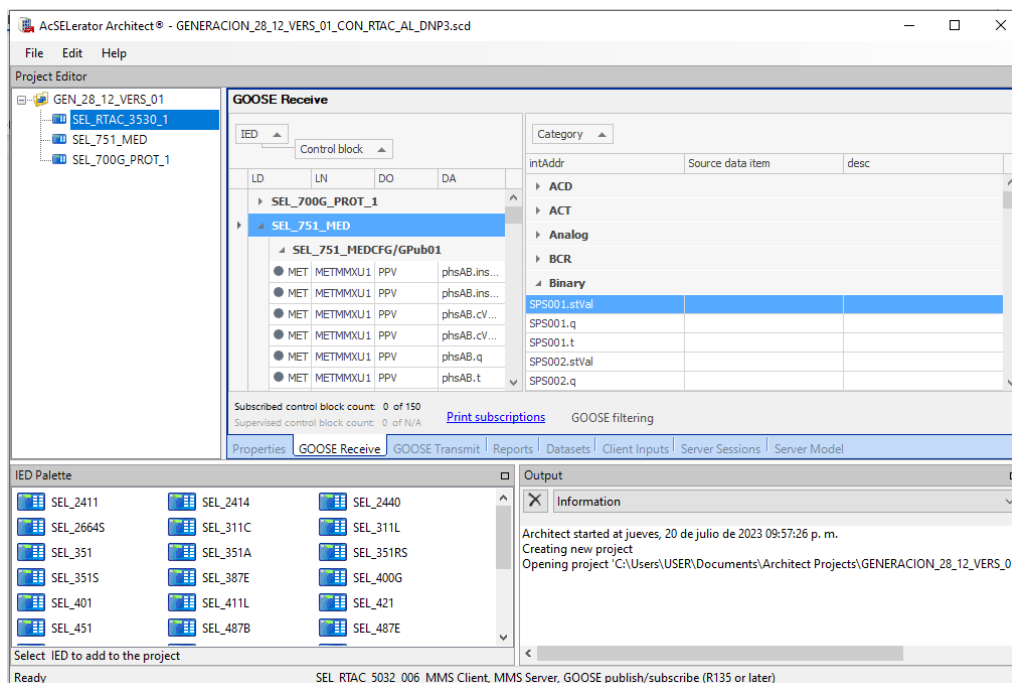 AcSELerator Architect® - GENERACION_28_12_VERS_01_CON_RTAC_AL_DNP3.scd
File Edit Help
Project Editor
GEN_28_12_VERS_01
SEL_RTAC_3530_1
SEL_751_MED
SEL_700G_PROT_1
GOOSE Receive
IED
Control block
LD LN DO DA
SEL_700G_PROT_1
SEL_751_MED
SEL_751_MEDCFG/GPub01
MET METMMXU1 PPV phsAB.ins...
MET METMMXU1 PPV phsAB.ins...
MET METMMXU1 PPV phsAB.cV...
MET METMMXU1 PPV phsAB.cV...
MET METMMXU1 PPV phsAB.q
MET METMMXU1 PPV phsAB.t
Category
intAddr Source data item desc
ACD
ACT
Analog
BCR
Binary
SPS001.stVal
SPS001.q
SPS001.t
SPS002.stVal
SPS002.q
Subscribed control block count: 0 of 150
Supervised control block count: 0 of N/A
Print subscriptions
GOOSE filtering
Properties GOOSE Receive GOOSE Transmit Reports Datasets Client Inputs Server Sessions Server Model
IED Palette
SEL_2411 SEL_2414 SEL_2440
SEL_2664S SEL_311C SEL_311L
SEL_351 SEL_351A SEL_351RS
SEL_351S SEL_387E SEL_400G
SEL_401 SEL_411L SEL_421
SEL_451 SEL_487B SEL_487E
Select IED to add to the project
Output
Information
Architect started at jueves, 20 de julio de 2023 09:57:26 p. m.
Creating new project
Opening project 'C:\Users\USER\Documents\Architect Projects\GENERACION_28_12_VERS_0
Ready
SEL_RTAC_5032_006 MMS Client, MMS Server, GOOSE publish/subscribe (R135 or later)